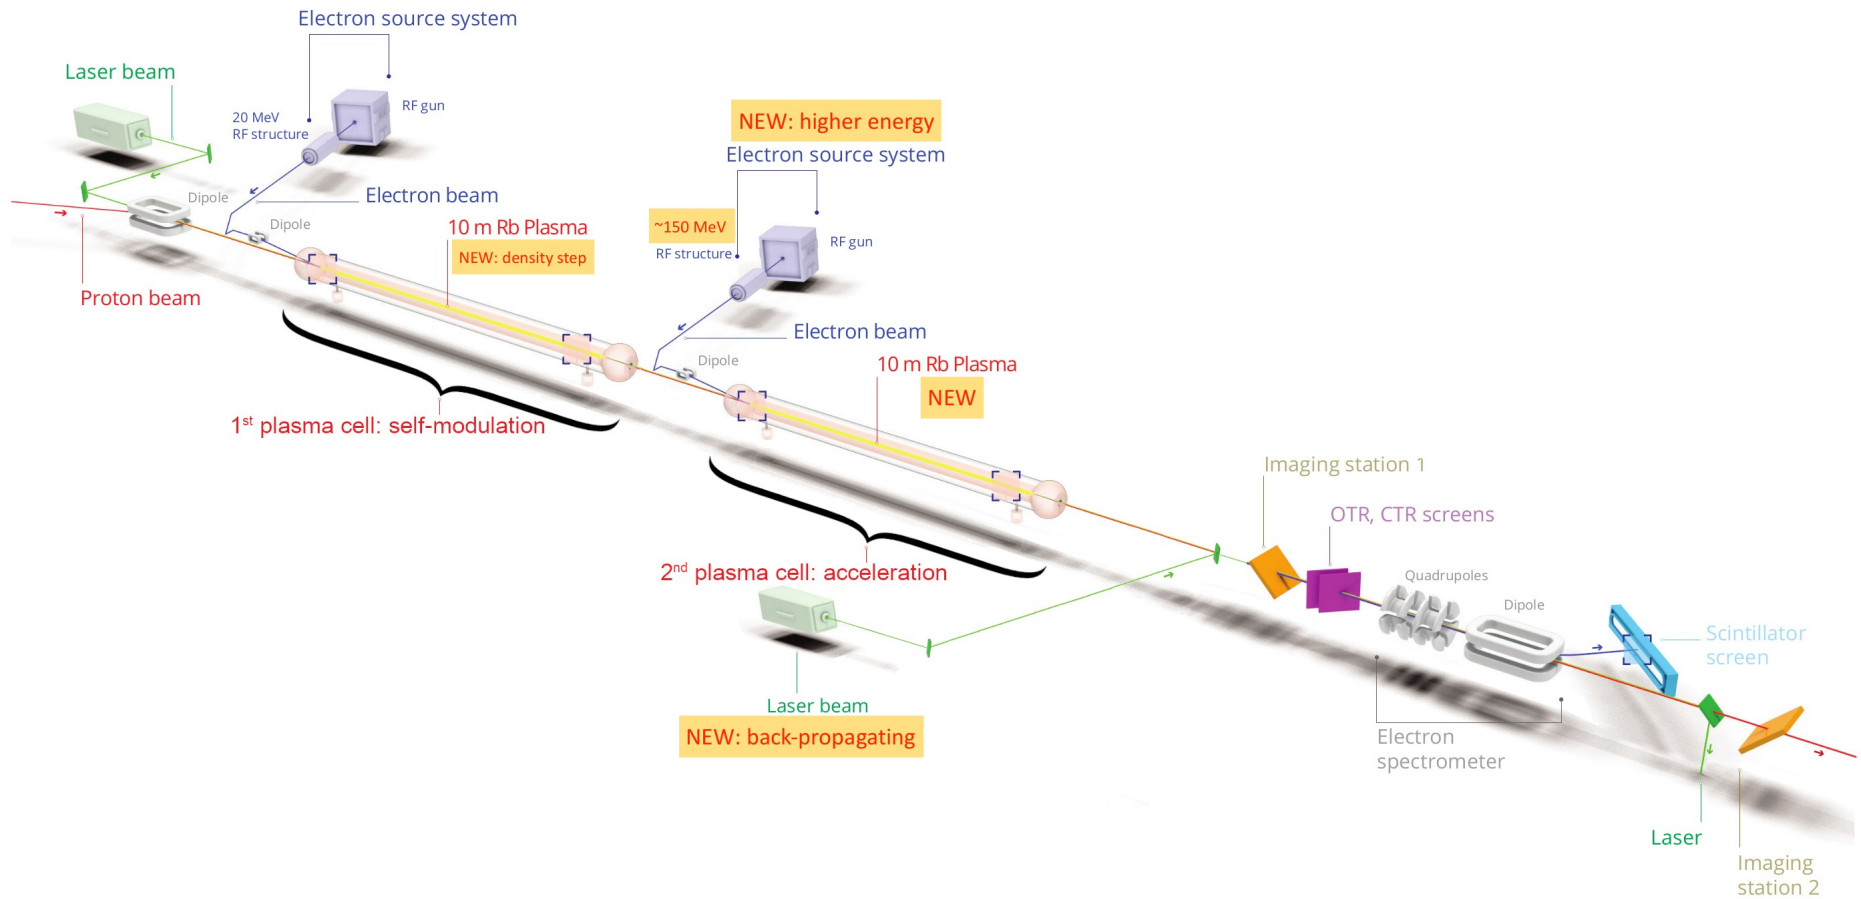 Electron source system
Laser beam
RF gun
20 MeV
RF structure
NEW: higher energy
Electron source system
Dipole
Electron beam
Dipole
10 m Rb Plasma
NEW: density step
~150 MeV
RF structure
RF gun
Proton beam
Electron beam
Dipole
10 m Rb Plasma
NEW
1st plasma cell: self-modulation
Imaging station 1
OTR, CTR screens
2nd plasma cell: acceleration
Quadrupoles
Dipole
Scintillator
screen
Laser beam
NEW: back-propagating
Electron
spectrometer
Laser
Imaging
station 2